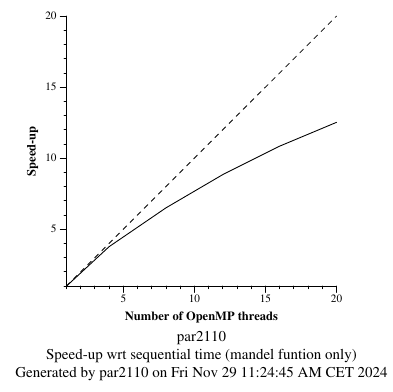 20
15
10
5
Speed-up
5
10
15
20
Number of OpenMP threads
par2110
Speed-up wrt sequential time (mandel funtion only)
Generated by par2110 on Fri Nov 29 11:24:45 AM CET 2024